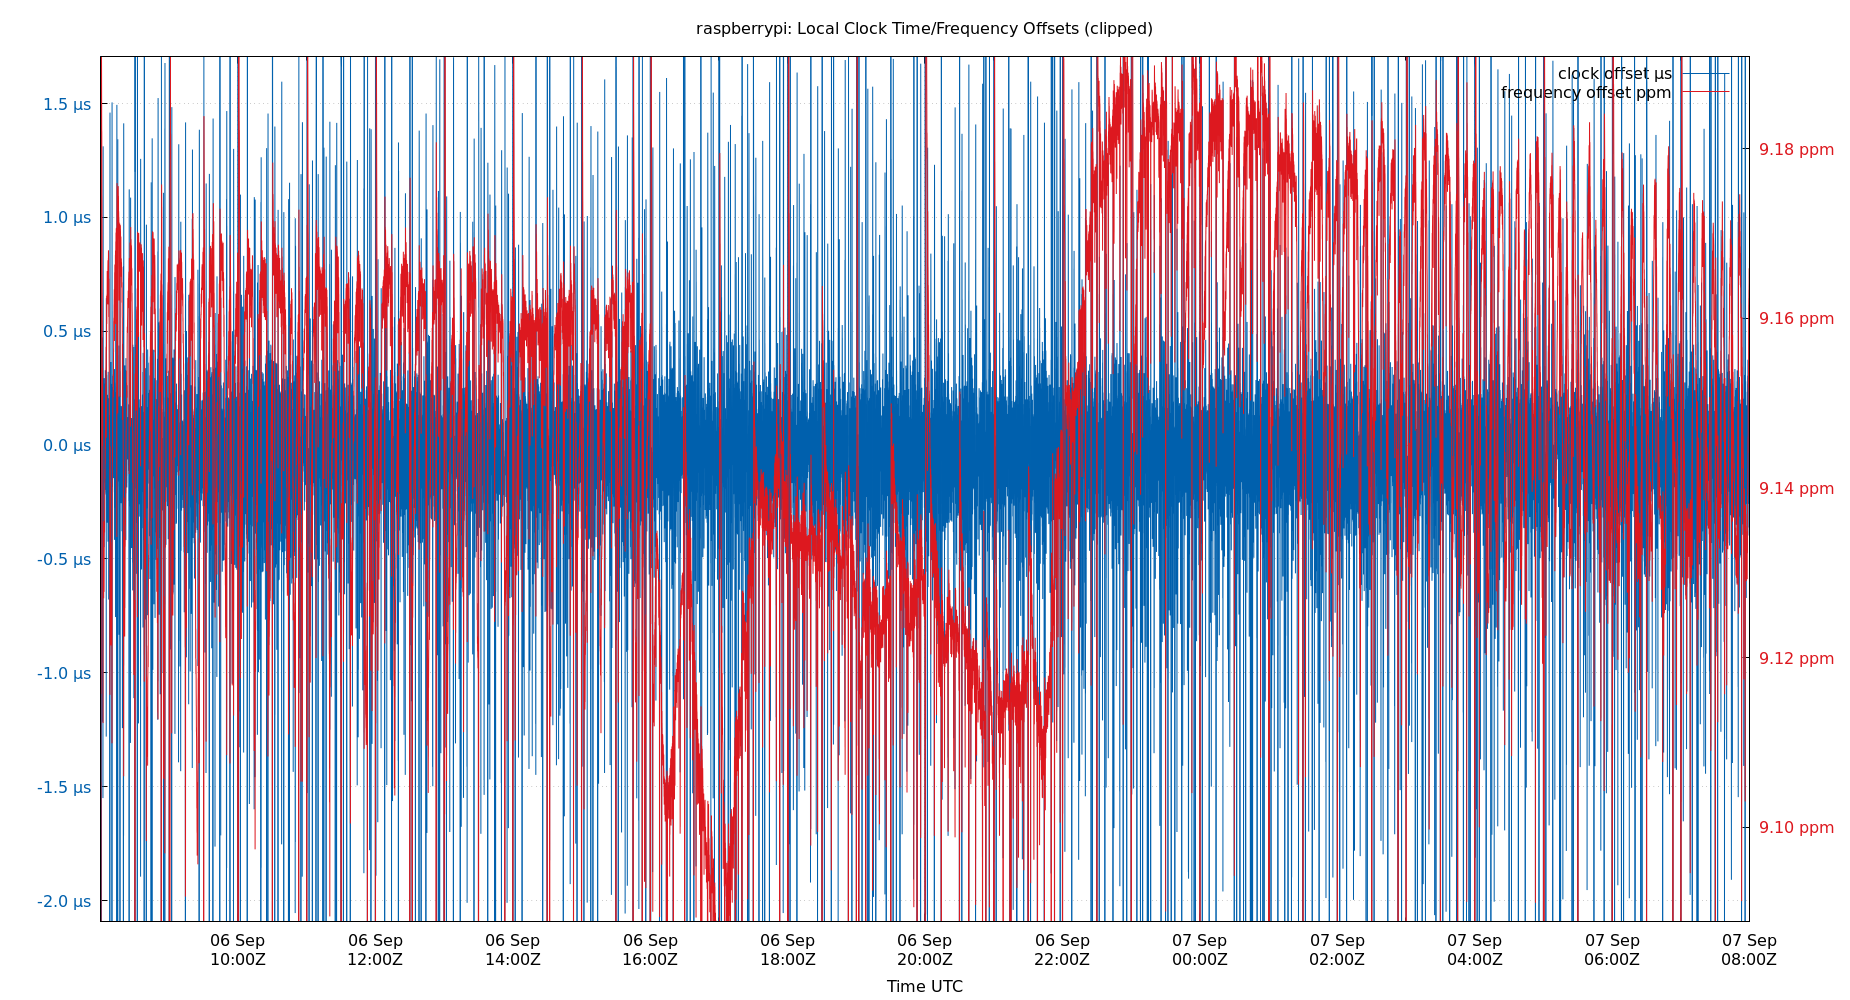 raspberrypi: Local Clock Time/Frequency Offsets (clipped)
clock offset µs
frequency offset ppm
1.5 µs
1.0 µs
0.5 µs
0.0 µs
-0.5 µs
-1.0 µs
-1.5 µs
-2.0 µs
9.18 ppm
9.16 ppm
9.14 ppm
9.12 ppm
9.10 ppm
06 Sep 06 Sep 06 Sep 06 Sep 06 Sep 06 Sep 06 Sep 07 Sep 07 Sep 07 Sep 07 Sep 07 Sep
10:00Z 12:00Z 14:00Z 16:00Z 18:00Z 20:00Z 22:00Z 00:00Z 02:00Z 04:00Z 06:00Z 08:00Z
Time UTC